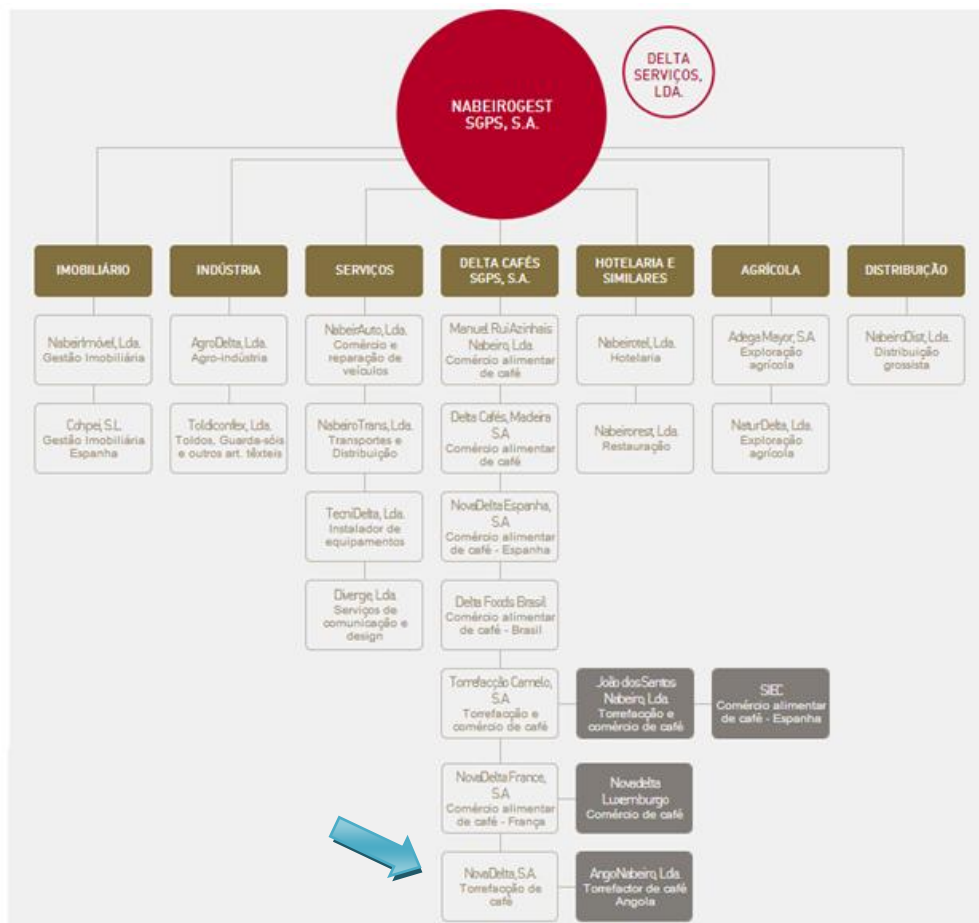 NABEIROGEST
SGPS, S.A.
DELTA
SERVIÇOS,
LDA.
IMOBILIÁRIO
INDÚSTRIA
SERVIÇOS
DELTA CAFÉS
SGPS, S.A.
HOTELARIA E
SIMILARES
AGRÍCOLA
DISTRIBUIÇÃO
NabeirImóvel, Lda.
Gestão Imobiliária
Cohpei, S.L.
Gestão Imobiliária
Espanha
AgroDelta, Lda.
Agro-indústria
Toldiconfex, Lda.
Toldos, Guarda-sóis
e outros art. têxteis
NabeirAuto, Lda.
Comércio e
reparação de
veículos
NabeiroTrans, Lda.
Transportes e
Distribuição
TecniDelta, Lda.
Instalador de
equipamentos
Diverge, Lda.
Serviços de
comunicação e
design
Manuel Rui Azinhais
Nabeiro, Lda.
Comércio alimentar
de café
Delta Cafés, Madeira
S.A
Comércio alimentar
de café
NovaDelta Espanha,
S.A
Comércio alimentar
de café - Espanha
Delta Foods Brasil
Comércio alimentar
de café - Brasil
Torrefacção Camelo,
S.A
Torrefacção e
comércio de café
João dos Santos
Nabeiro, Lda.
Torrefacção e
comércio de café
SIEC
Comércio alimentar
de café - Espanha
NovaDelta France,
S.A
Comércio alimentar
de café - França
Novadelta
Luxemburgo
Comércio de café
NovaDelta, S.A.
Torrefacção de
café
AngoNabeiro, Lda.
Torrefactor de café
Angola
Nabeirotel, Lda.
Hotelaria
Nabeirorest, Lda.
Restauração
Adega Mayor, S.A
Exploração
agrícola
NaturDelta, Lda.
Exploração
agrícola
NabeiroDist, Lda.
Distribuição
grossista